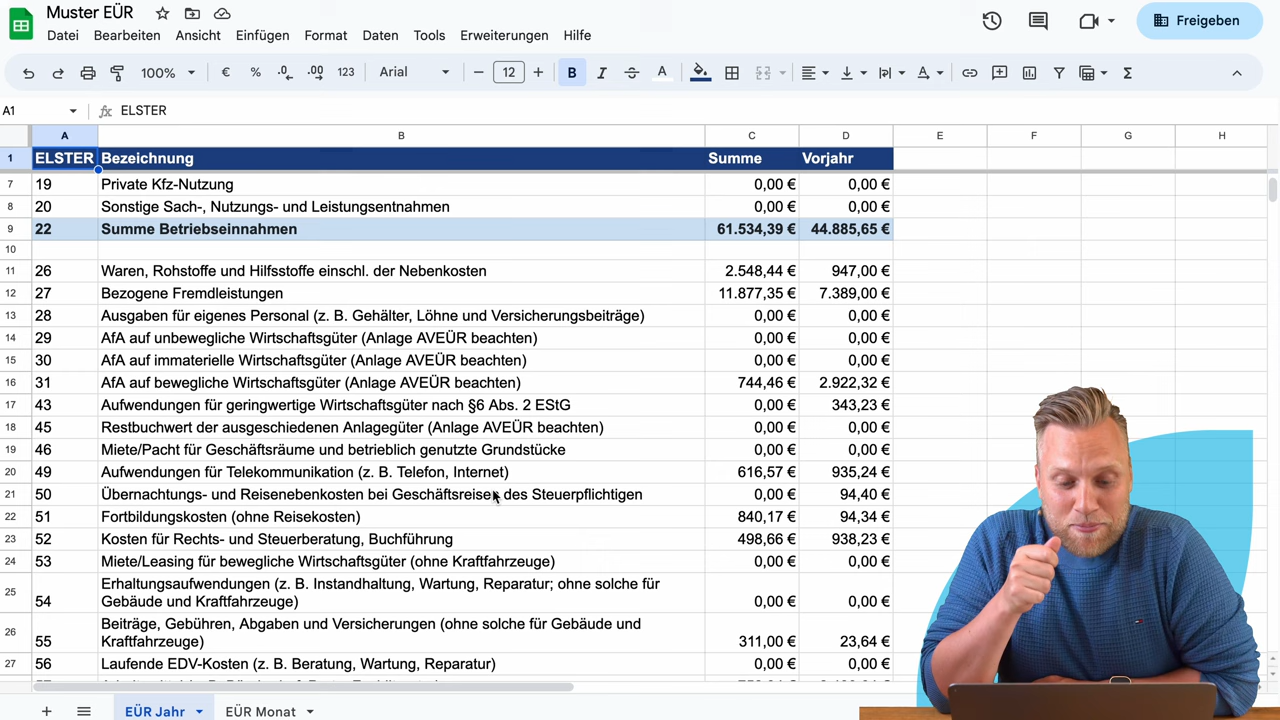 Muster EÜR
Datei Bearbeiten Ansicht Einfügen Format Daten Tools Erweiterungen Hilfe
Freigeben
100% € % .0 .00 123 Arial 12 B I A Σ
A1 fx ELSTER
A B C D E F G H
1 ELSTER Bezeichnung Summe Vorjahr
7 19 Private Kfz-Nutzung 0,00 € 0,00 €
8 20 Sonstige Sach-, Nutzungs- und Leistungsentnahmen 0,00 € 0,00 €
9 22 Summe Betriebseinnahmen 61.534,39 € 44.885,65 €
10
11 26 Waren, Rohstoffe und Hilfsstoffe einschl. der Nebenkosten 2.548,44 € 947,00 €
12 27 Bezogene Fremdleistungen 11.877,35 € 7.389,00 €
13 28 Ausgaben für eigenes Personal (z. B. Gehälter, Löhne und Versicherungsbeiträge) 0,00 € 0,00 €
14 29 AfA auf unbewegliche Wirtschaftsgüter (Anlage AVEÜR beachten) 0,00 € 0,00 €
15 30 AfA auf immaterielle Wirtschaftsgüter (Anlage AVEÜR beachten) 0,00 € 0,00 €
16 31 AfA auf bewegliche Wirtschaftsgüter (Anlage AVEÜR beachten) 744,46 € 2.922,32 €
17 43 Aufwendungen für geringwertige Wirtschaftsgüter nach §6 Abs. 2 EStG 0,00 € 343,23 €
18 45 Restbuchwert der ausgeschiedenen Anlagegüter (Anlage AVEÜR beachten) 0,00 € 0,00 €
19 46 Miete/Pacht für Geschäftsräume und betrieblich genutzte Grundstücke 0,00 € 0,00 €
20 49 Aufwendungen für Telekommunikation (z. B. Telefon, Internet) 616,57 € 935,24 €
21 50 Übernachtungs- und Reisenebenkosten bei Geschäftsreisen des Steuerpflichtigen 0,00 € 94,40 €
22 51 Fortbildungskosten (ohne Reisekosten) 840,17 € 94,34 €
23 52 Kosten für Rechts- und Steuerberatung, Buchführung 498,66 € 938,23 €
24 53 Miete/Leasing für bewegliche Wirtschaftsgüter (ohne Kraftfahrzeuge) 0,00 € 0,00 €
Erhaltungsaufwendungen (z. B. Instandhaltung, Wartung, Reparatur; ohne solche für
25 54 Gebäude und Kraftfahrzeuge) 0,00 € 0,00 €
Beiträge, Gebühren, Abgaben und Versicherungen (ohne solche für Gebäude und
26 55 Kraftfahrzeuge) 311,00 € 23,64 €
27 56 Laufende EDV-Kosten (z. B. Beratung, Wartung, Reparatur) 0,00 € 0,00 €
EÜR Jahr EÜR Monat